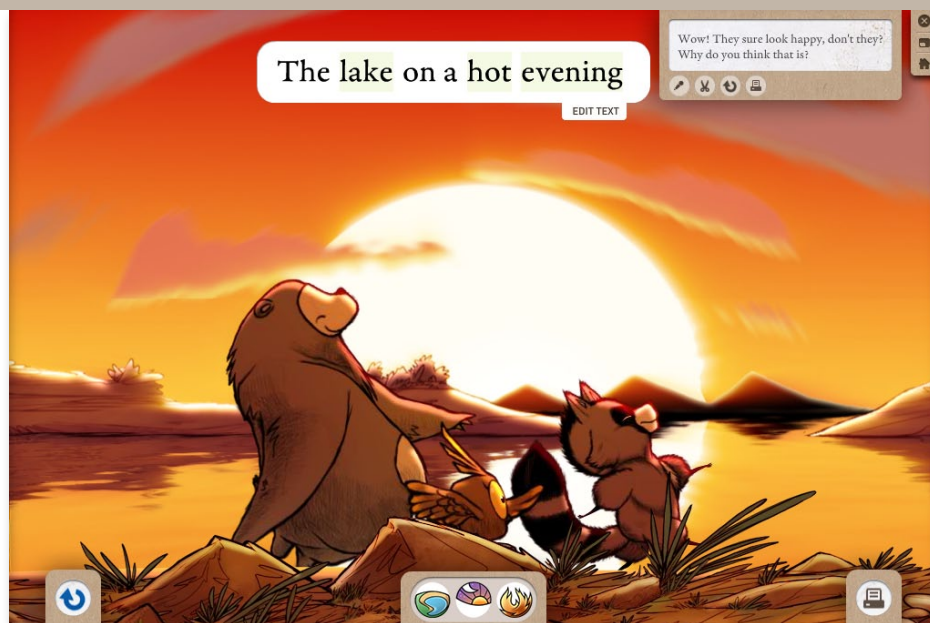 The lake on a hot evening
EDIT TEXT
Wow! They sure look happy, don't they?
Why do you think that is?